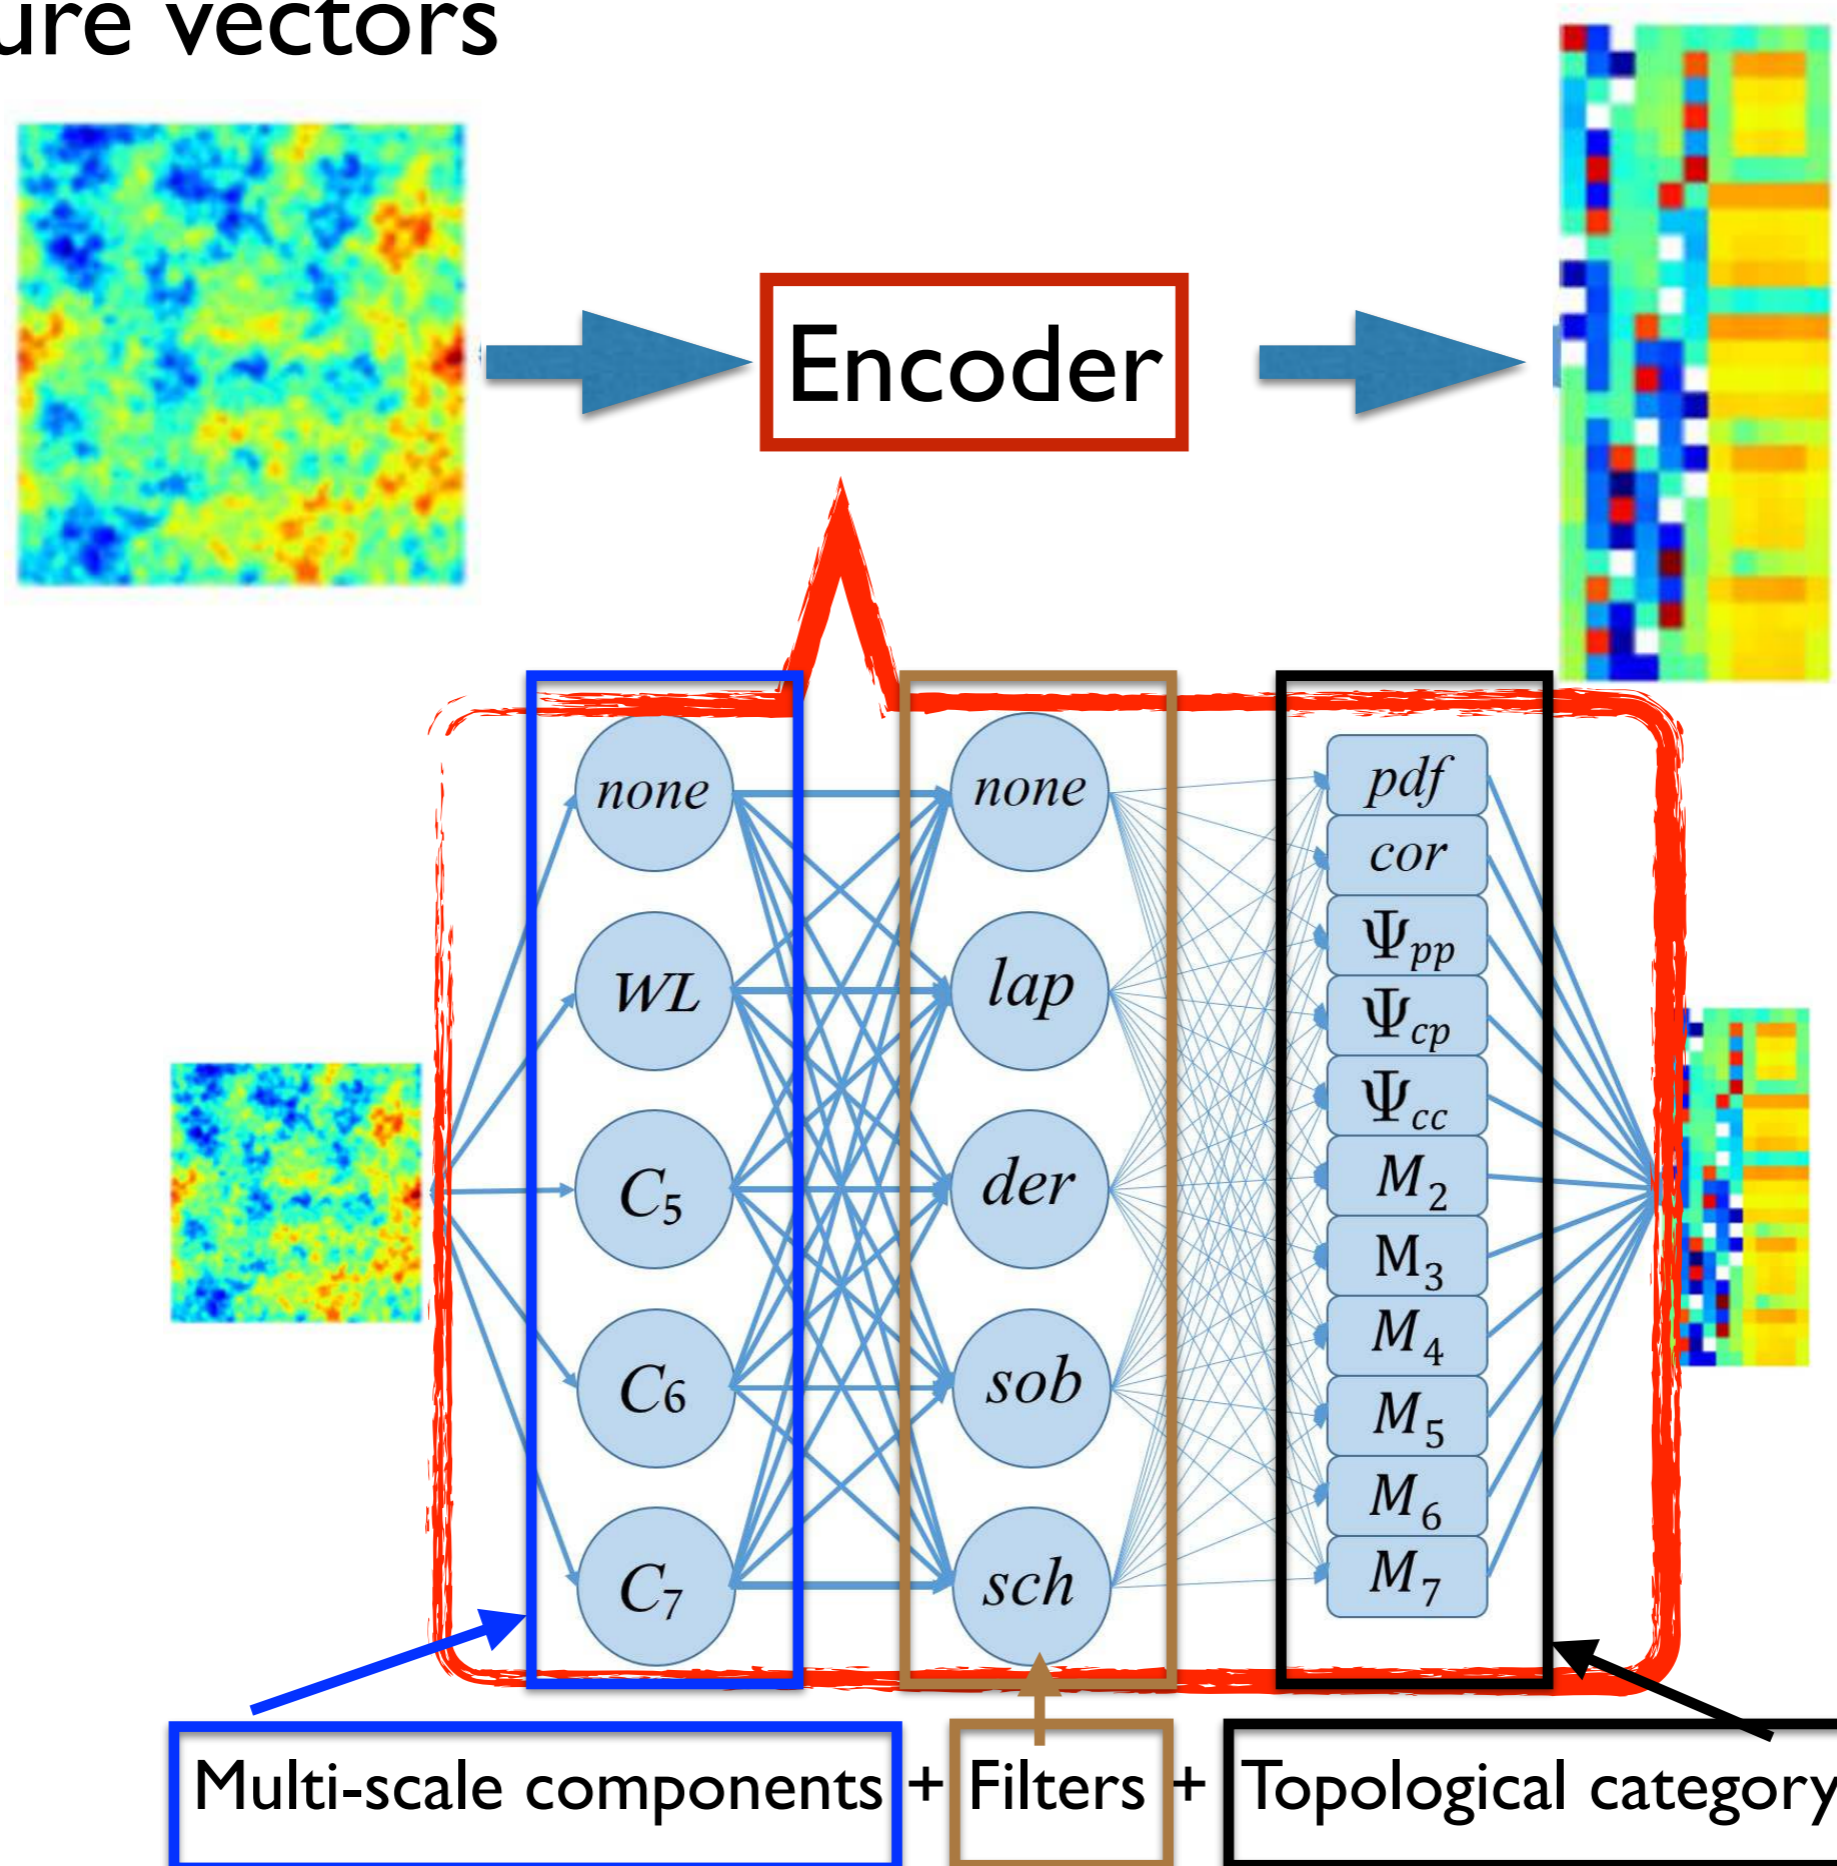 ure vectors
Encoder
none
WL
C5
C6
C7
none
lap
der
sob
sch
pdf
cor
Ψpp
Ψcp
Ψcc
M2
M3
M4
M5
M6
M7
Multi-scale components + Filters + Topological category